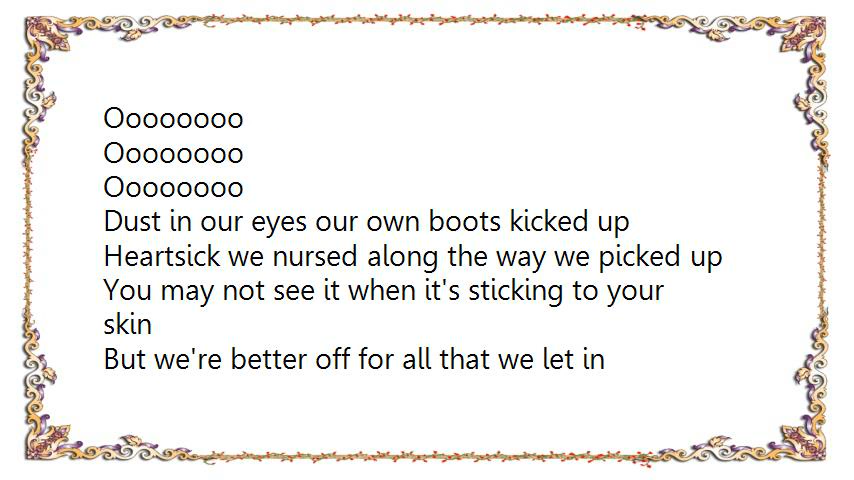 Oooooooo
Oooooooo
Oooooooo
Dust in our eyes our own boots kicked up
Heartsick we nursed along the way we picked up
You may not see it when it's sticking to your
skin
But we're better off for all that we let in